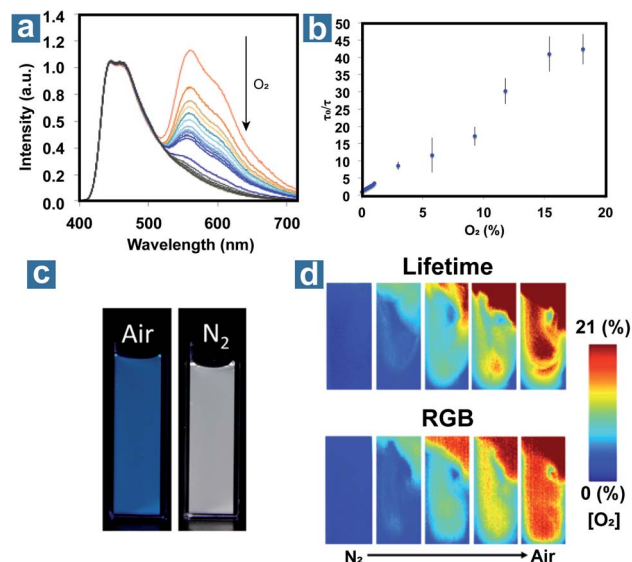 a
Intensity (a.u.)
1.4
1.2
1.0
0.8
0.6
0.4
0.2
0.0
O₂
400
500
600
700
Wavelength (nm)
b
τ₀/τ
50
45
40
35
30
25
20
15
10
5
0
0
5
10
15
20
O₂ (%)
c
Air
N₂
d
Lifetime
RGB
21 (%)
0 (%)
[O₂]
N₂
Air